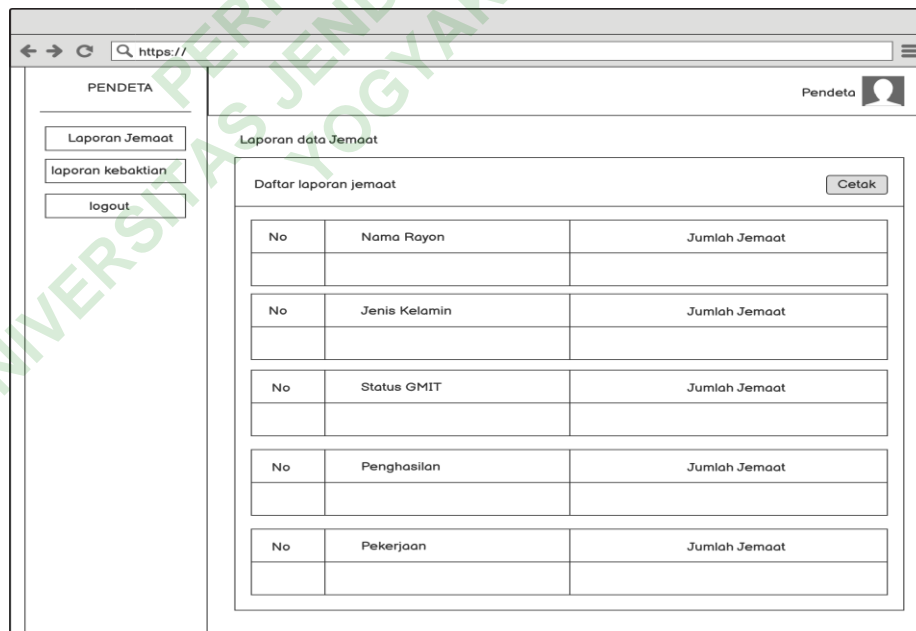 https://
PENDETA
Laporan Jemaat
laporan kebaktian
logout
Pendeta
Laporan data Jemaat
Daftar laporan jemaat
Cetak
No Nama Rayon Jumlah Jemaat
No Jenis Kelamin Jumlah Jemaat
No Status GMIT Jumlah Jemaat
No Penghasilan Jumlah Jemaat
No Pekerjaan Jumlah Jemaat
YOGYAK